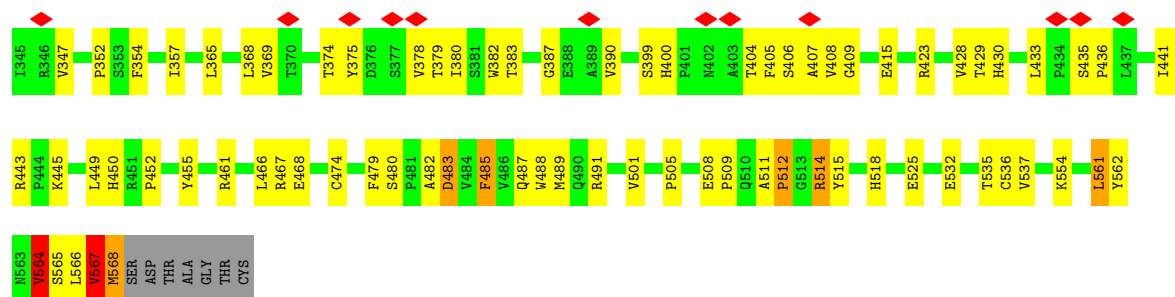 I345 R346 V347 P352 S353 F354 I357 L365 L368 V369 T370 T374 Y375 D376 S377 V378 T379 I380 S381 W382 T383 G387 E388 A389 V390 S399 H400 P401 N402 A403 T404 F405 S406 A407 V408 G409 E415 R423 V428 T429 H430 L433 P434 S435 P436 L437 I441
R443 P444 K445 L449 H450 R451 P452 Y455 R461 L466 R467 E468 C474 F479 S480 P481 A482 D483 V484 F485 V486 Q487 W488 M489 Q490 R491 V501 P505 E508 P509 Q510 A511 P512 G513 R514 Y515 H518 E525 E532 T535 C536 V537 K554 L561 Y562
N563 V564 S565 L566 V567 M568 SER ASP THR ALA GLY THR CYS